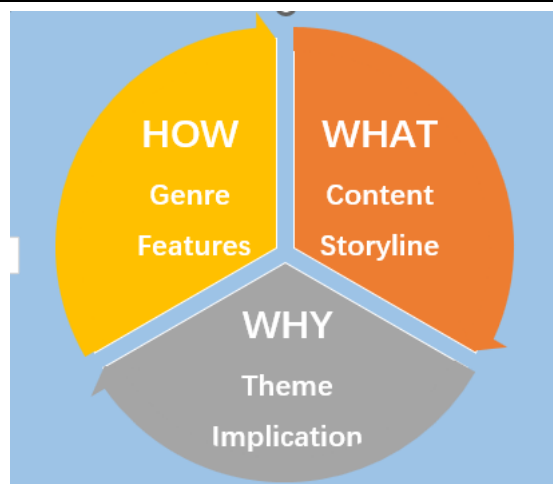 HOW
Genre
Features
WHAT
Content
Storyline
WHY
Theme
Implication